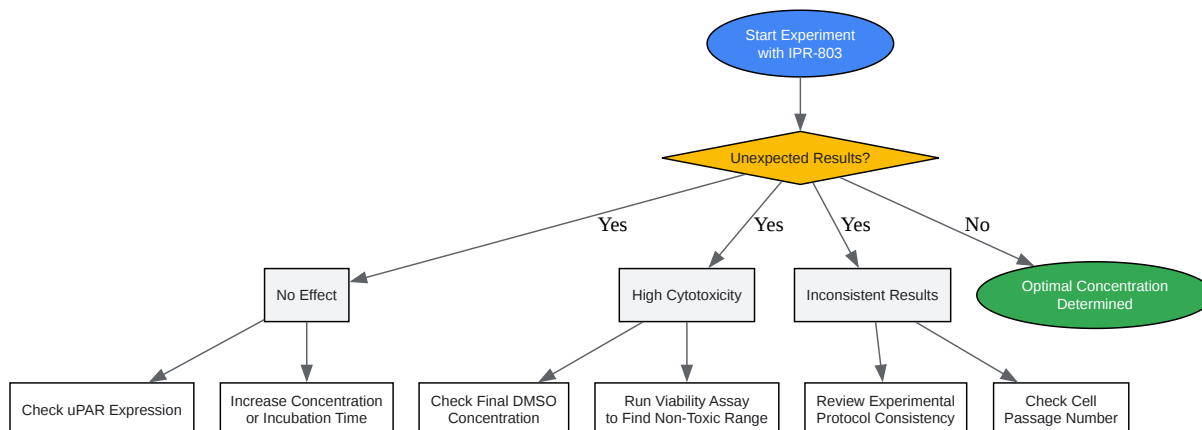 Start Experiment
with IPR-803
Unexpected Results?
Yes
Yes
Yes
No
No Effect
High Cytotoxicity
Inconsistent Results
Optimal Concentration
Determined
Check uPAR Expression
Increase Concentration
or Incubation Time
Check Final DMSO
Concentration
Run Viability Assay
to Find Non-Toxic Range
Review Experimental
Protocol Consistency
Check Cell
Passage Number